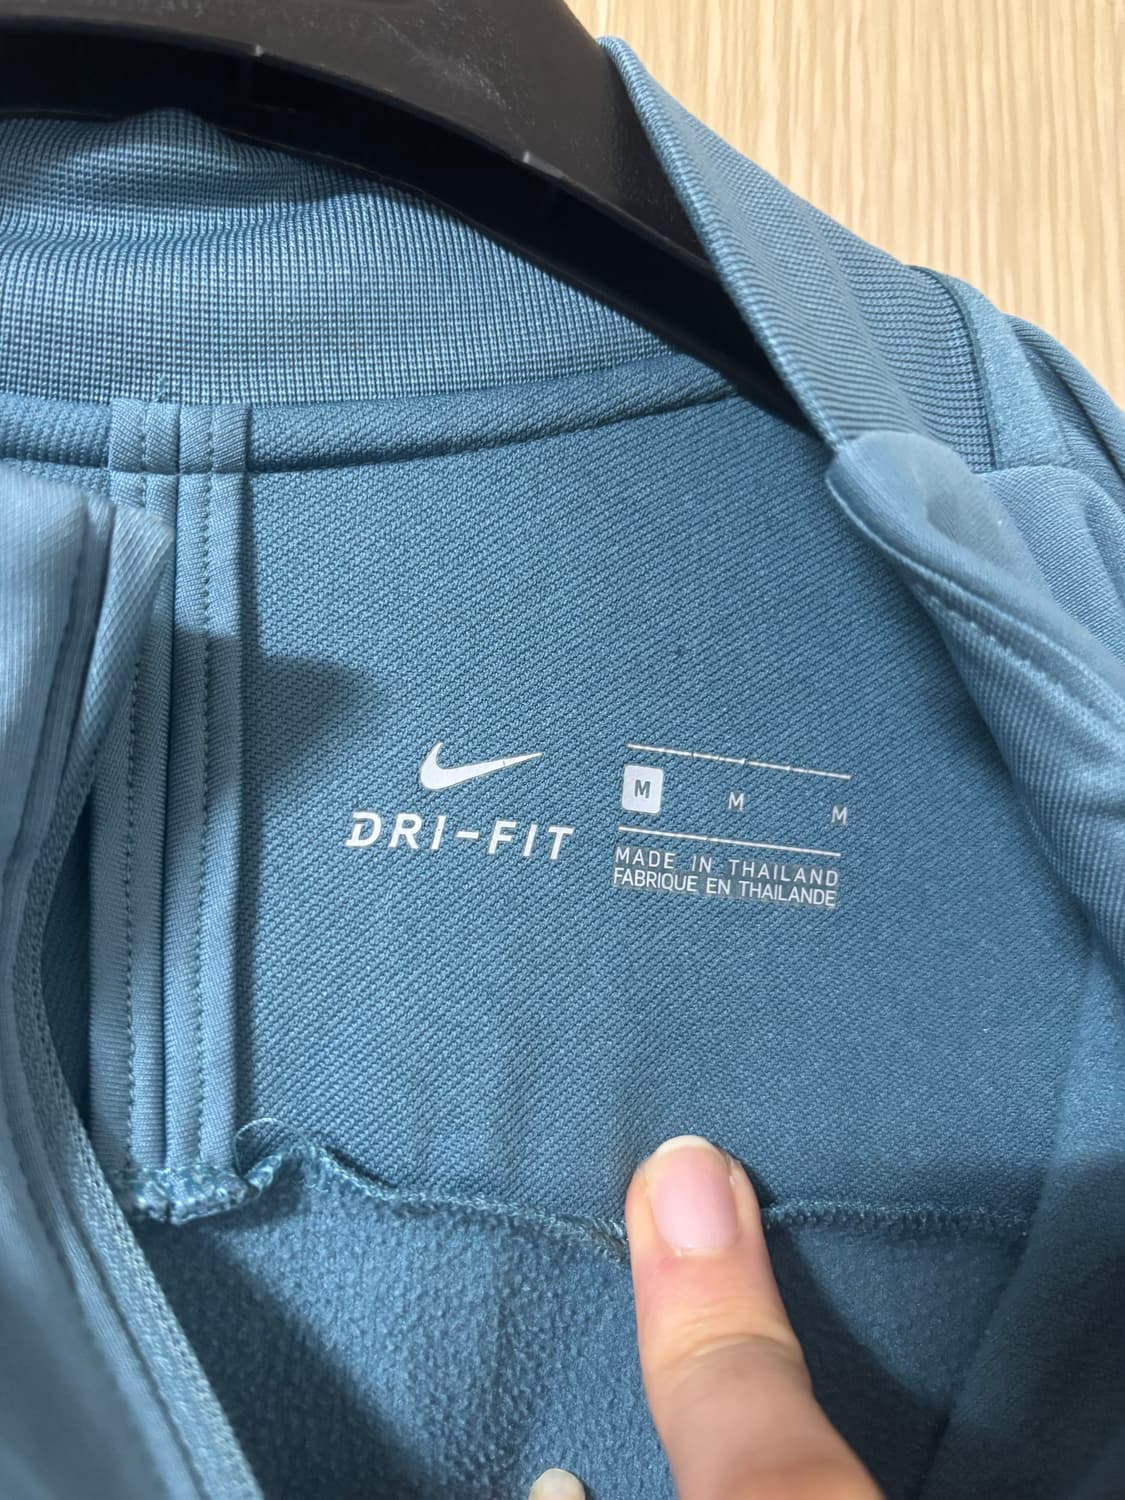 DRI-FIT
M M M
MADE IN THAILAND
FABRIQUE EN THAILANDE